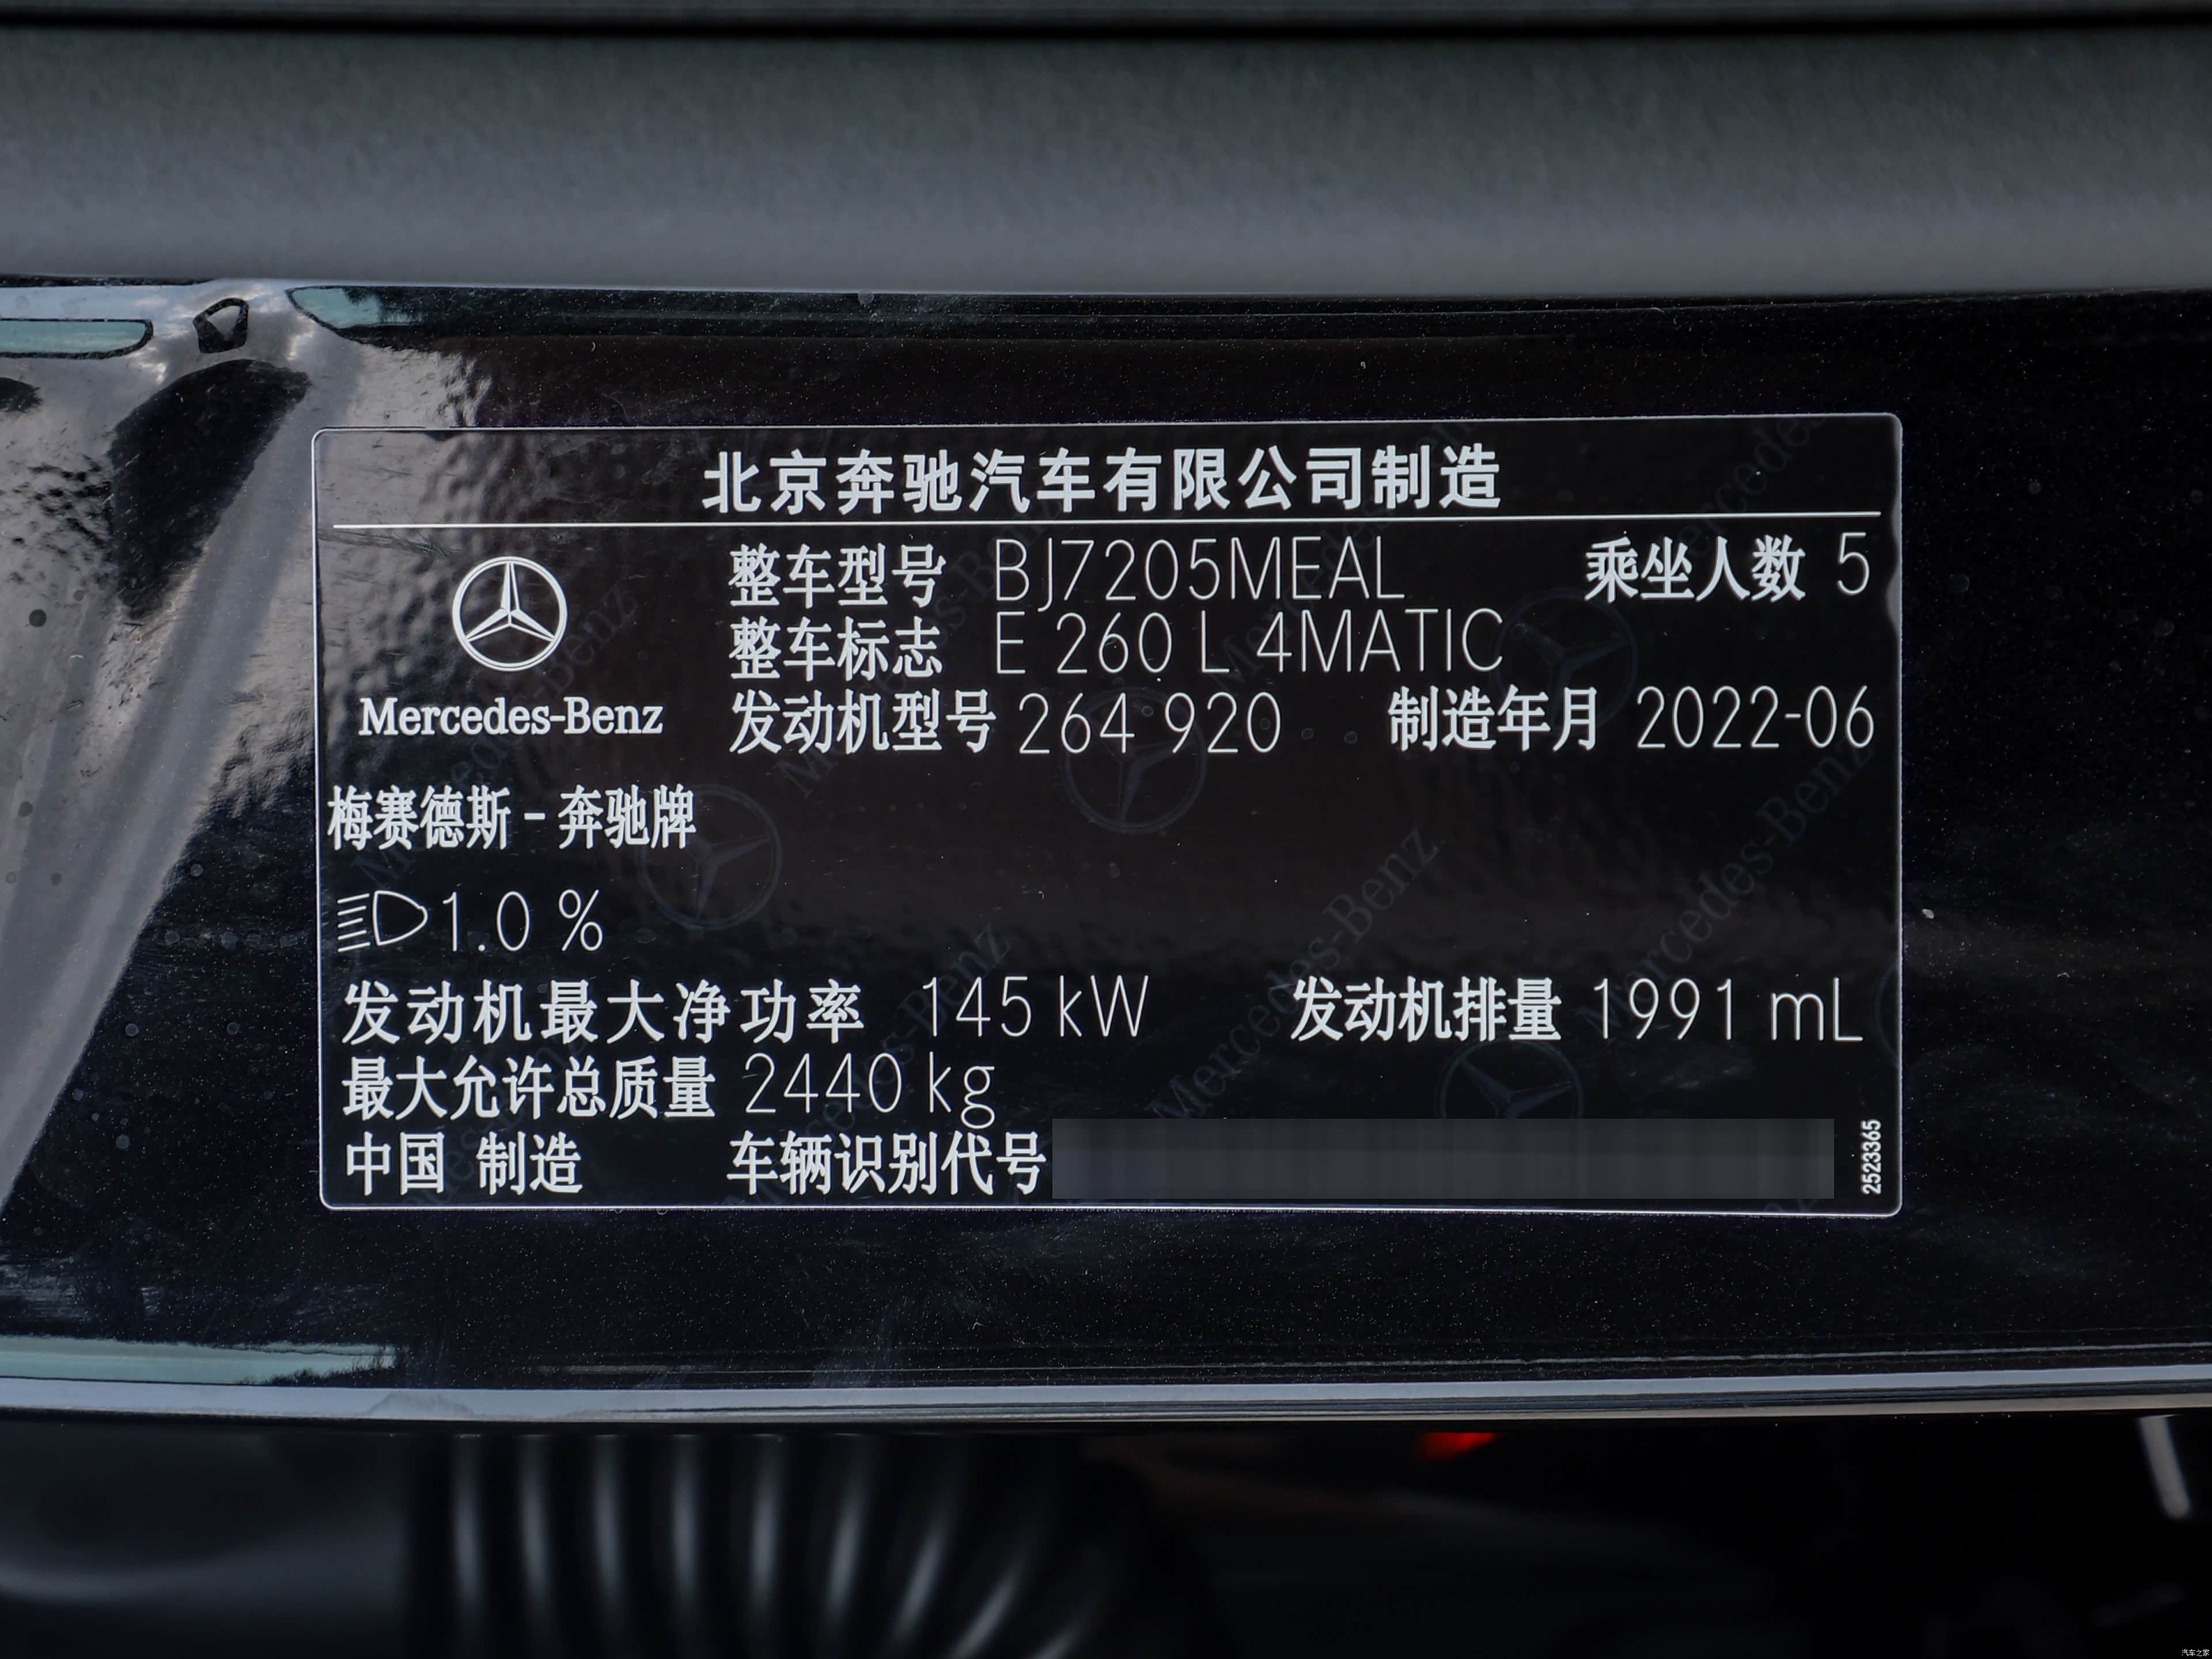 北京奔驰汽车有限公司制造
整车型号 BJ7205MEAL 乘坐人数 5
整车标志 E 260 L 4MATIC
发动机型号 264 920 制造年月 2022-06
Mercedes-Benz
梅赛德斯-奔驰牌
1.0 %
发动机最大净功率 145 kW 发动机排量 1991 mL
最大允许总质量 2440 kg
中国 制造 车辆识别代号
2523365
汽车之家